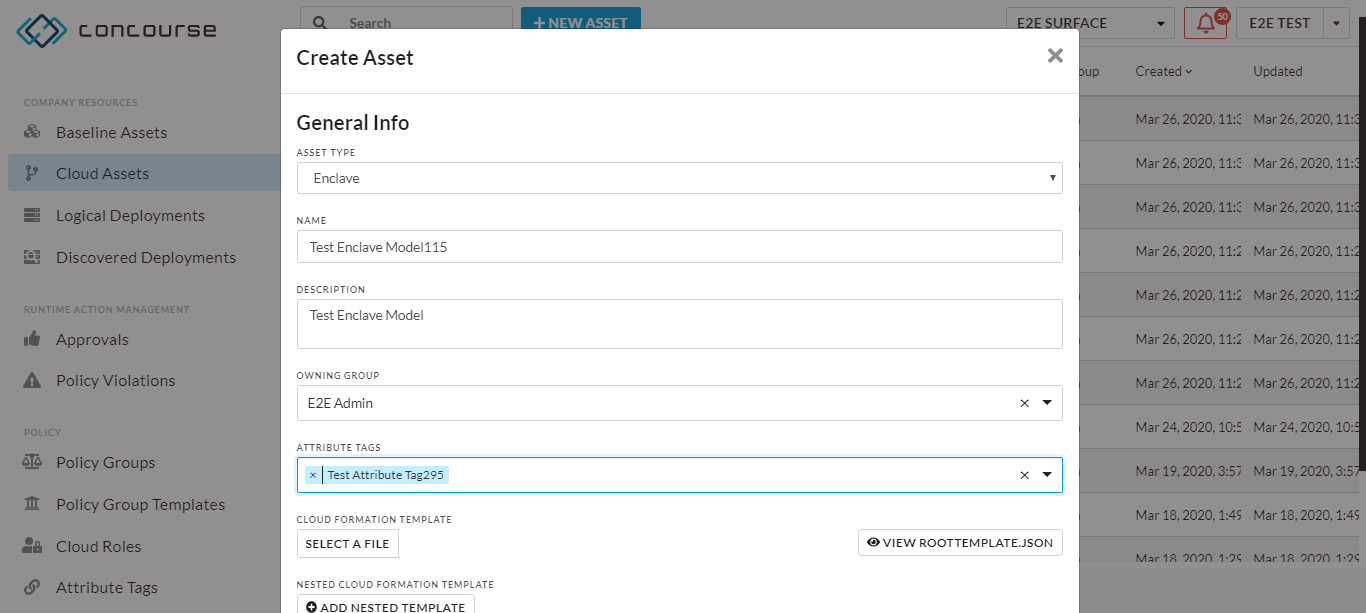 concourse
Search
+ NEW ASSET
E2E SURFACE
50
E2E TEST
COMPANY RESOURCES
Baseline Assets
Cloud Assets
Logical Deployments
Discovered Deployments
RUNTIME ACTION MANAGEMENT
Approvals
Policy Violations
POLICY
Policy Groups
Policy Group Templates
Cloud Roles
Attribute Tags
Create Asset
General Info
ASSET TYPE
Enclave
NAME
Test Enclave Model115
DESCRIPTION
Test Enclave Model
OWNING GROUP
E2E Admin
ATTRIBUTE TAGS
× Test Attribute Tag295
CLOUD FORMATION TEMPLATE
SELECT A FILE
VIEW ROOTTEMPLATE.JSON
NESTED CLOUD FORMATION TEMPLATE
ADD NESTED TEMPLATE
oup Created Updated
Mar 26, 2020, 11:3 Mar 26, 2020, 11:3
Mar 26, 2020, 11:3 Mar 26, 2020, 11:3
Mar 26, 2020, 11:3 Mar 26, 2020, 11:3
Mar 26, 2020, 11:2 Mar 26, 2020, 11:2
Mar 26, 2020, 11:2 Mar 26, 2020, 11:2
Mar 26, 2020, 11:2 Mar 26, 2020, 11:2
Mar 26, 2020, 11:2 Mar 26, 2020, 11:2
Mar 24, 2020, 10:5 Mar 24, 2020, 10:5
Mar 19, 2020, 3:57 Mar 19, 2020, 3:57
Mar 18, 2020, 1:49 Mar 18, 2020, 1:49
Mar 18, 2020, 1:29 Mar 18, 2020, 1:29